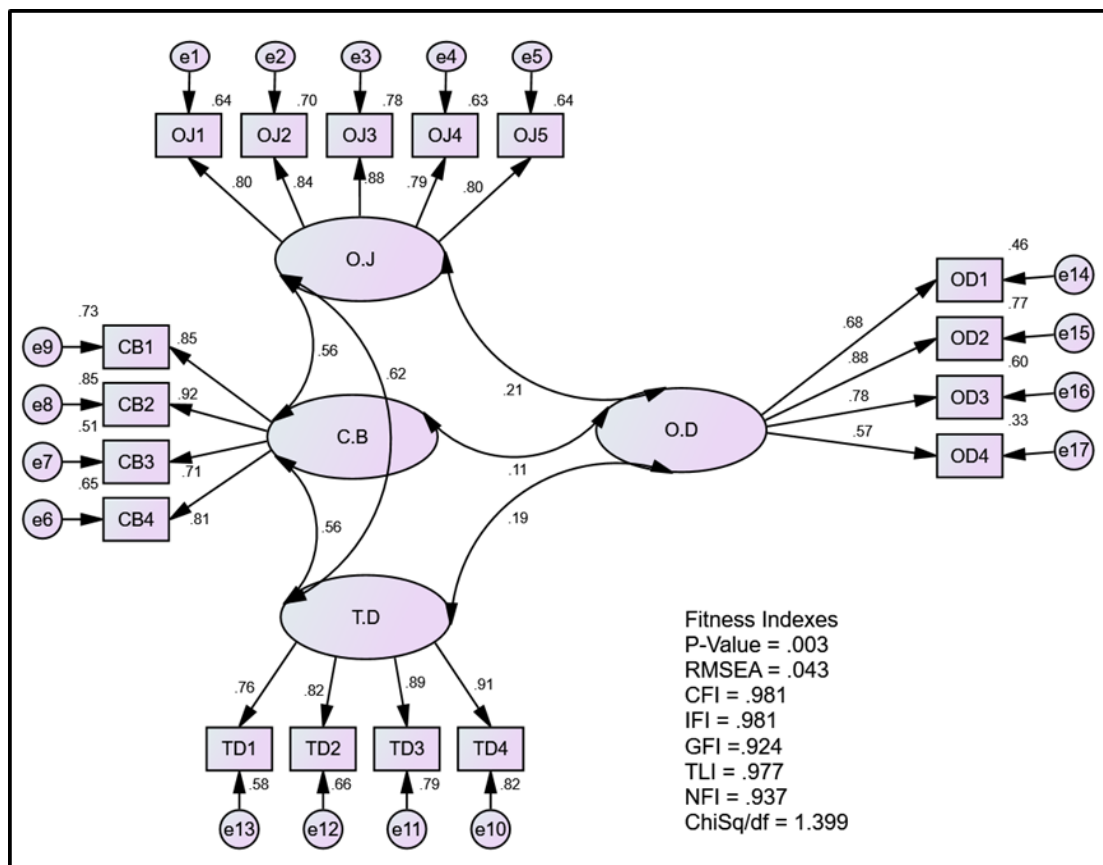 e1 e2 e3 e4 e5
.64 .70 .78 .63 .64
OJ1 OJ2 OJ3 OJ4 OJ5
.80 .84 .88 .79 .80
O.J
.46
OD1 e14
.77
.68
OD2 e15
.88
.60
.78
OD3 e16
.33
.57
OD4 e17
.73
e9 CB1 .85
.85
e8 CB2 .92
.51
e7 CB3 .71
.65
e6 CB4 .81
.56
.62
.21
C.B
O.D
.11
.56
.19
T.D
.76 .82 .89 .91
TD1 TD2 TD3 TD4
.58 .66 .79 .82
e13 e12 e11 e10
Fitness Indexes
P-Value = .003
RMSEA = .043
CFI = .981
IFI = .981
GFI =.924
TLI = .977
NFI = .937
ChiSq/df = 1.399